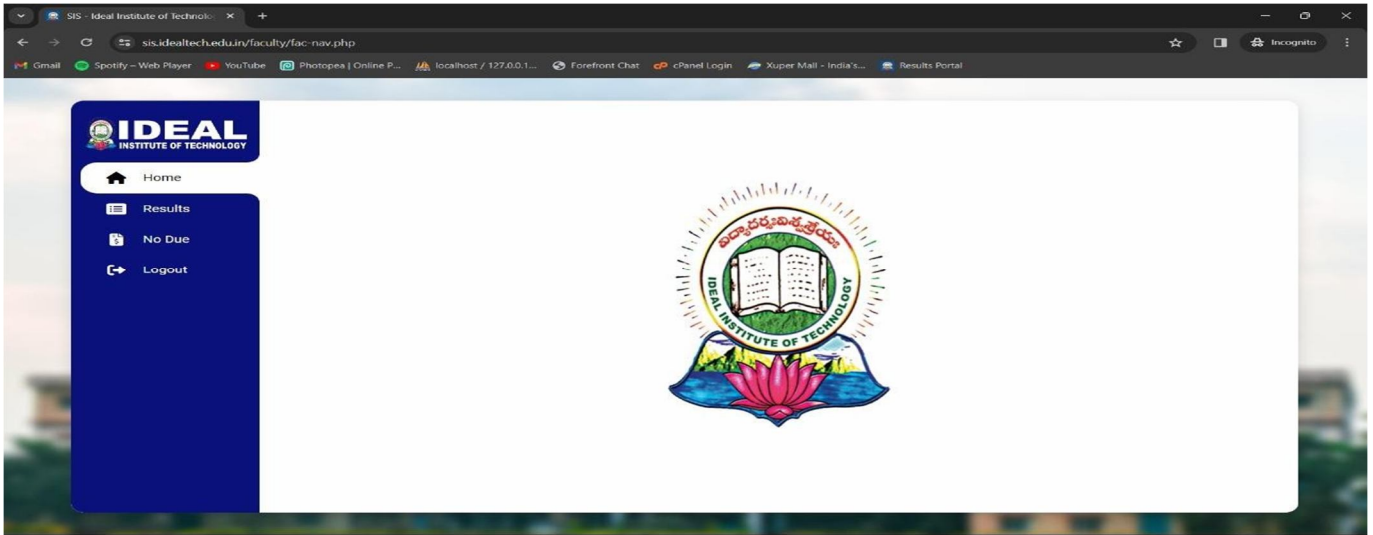 SIS - Ideal Institute of Technolo
sis.idealtech.edu.in/faculty/fac-nav.php
Incognito
Gmail
Spotify – Web Player
YouTube
Photopea | Online P...
localhost / 127.0.0.1...
Forefront Chat
cPanel Login
Xuper Mall - India's...
Results Portal
IDEAL
INSTITUTE OF TECHNOLOGY
Home
Results
No Due
Logout
విద్యాదర్శఃవిశ్వశ్రేయః
IDEAL INSTITUTE OF TECHNOLOGY